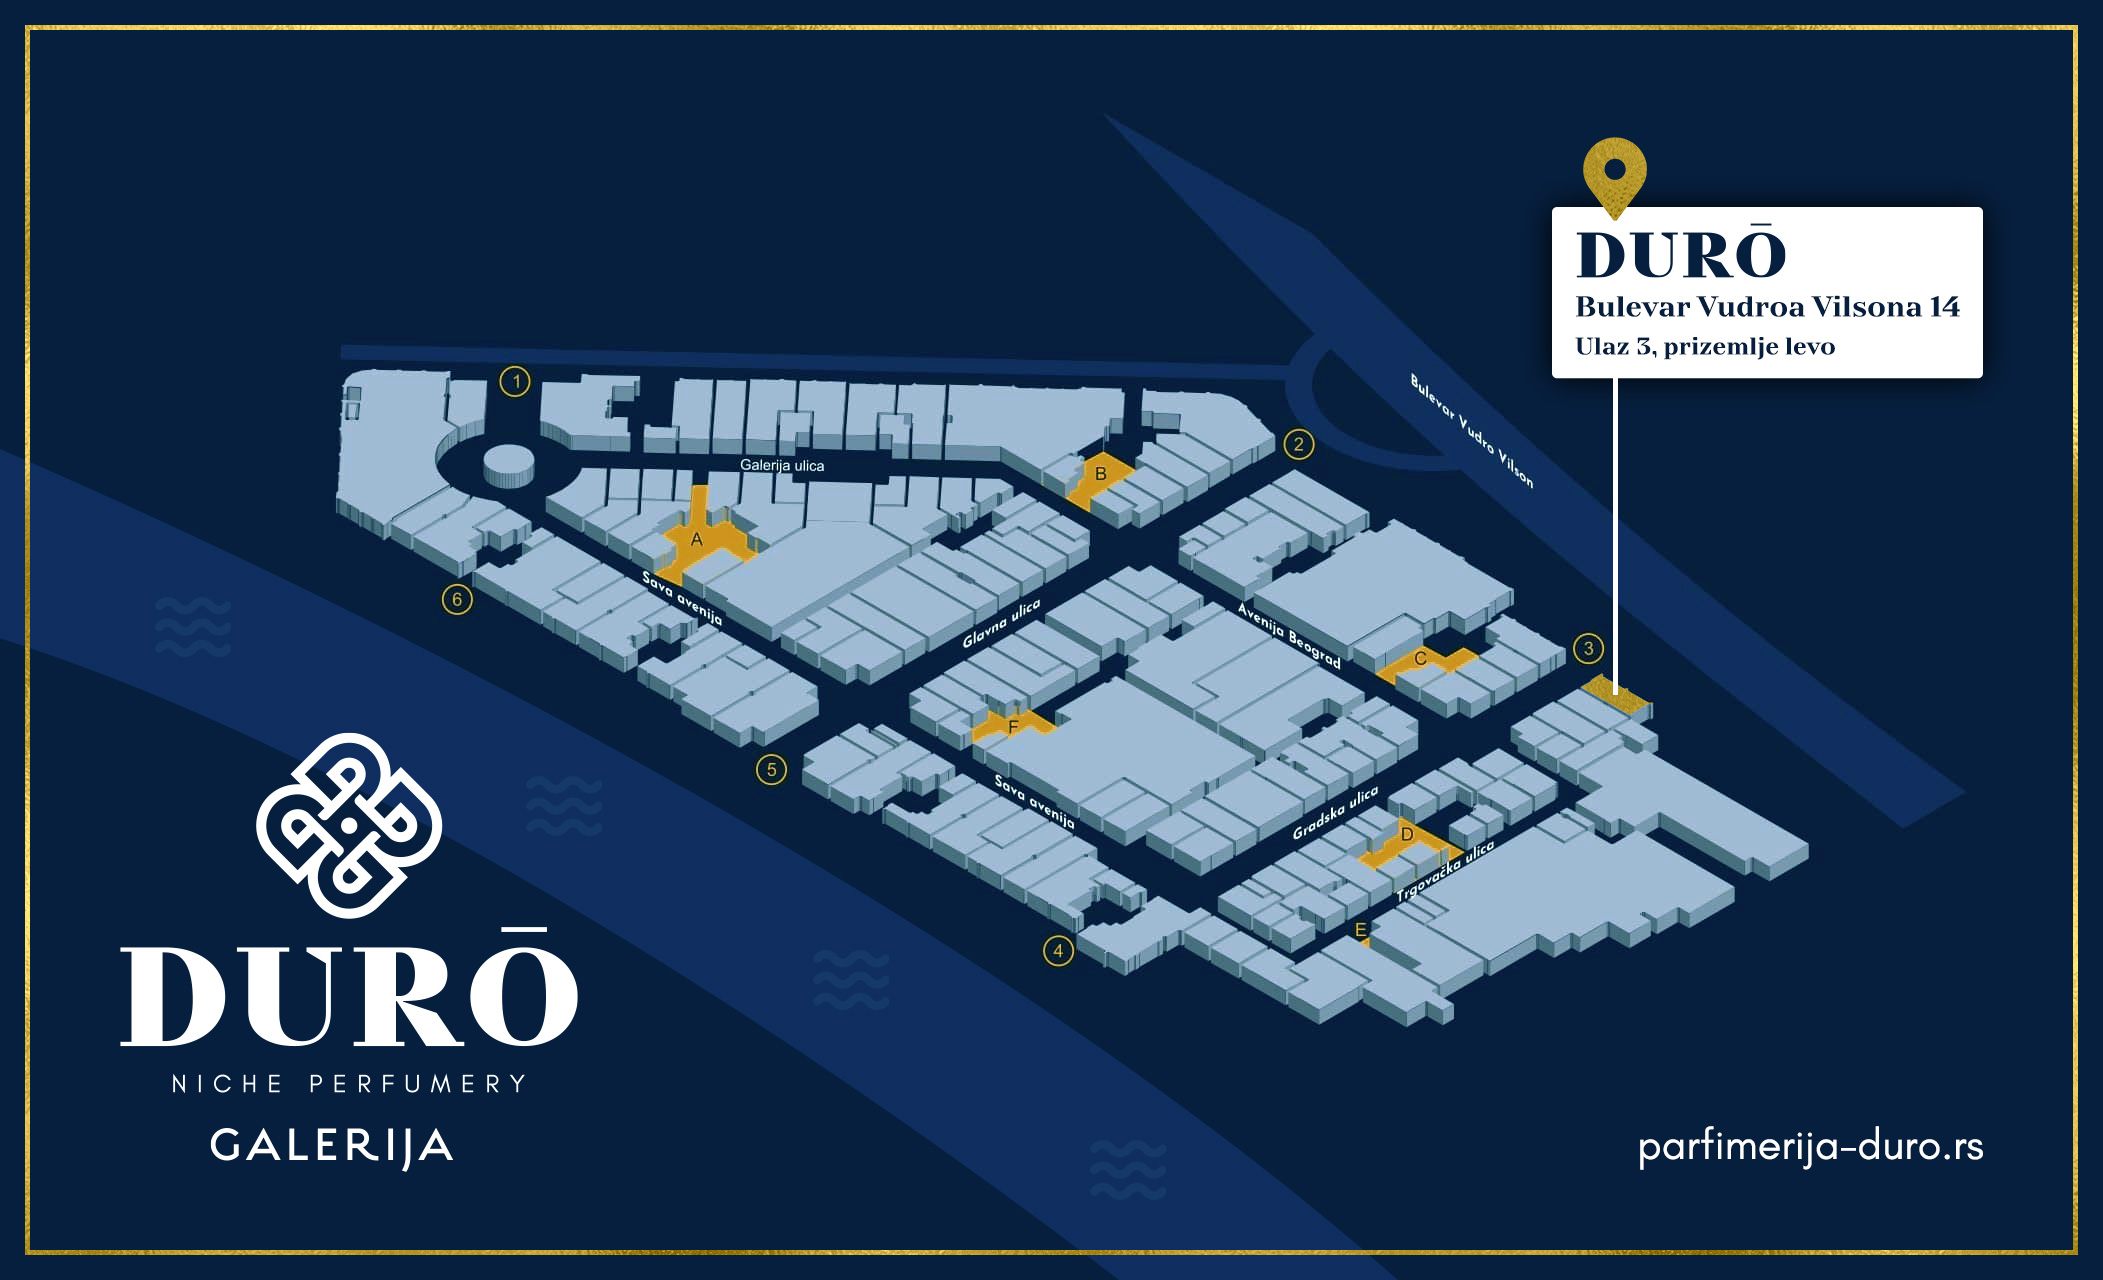 DURŌ
Bulevar Vudroa Vilsona 14
Ulaz 3, prizemlje levo
Bulevar Vudro Vilson
1
2
Galerija ulica
B
A
6
Sava avenija
Glavna ulica
Avenija Beograd
C
3
F
5
Sava avenija
Gradska ulica
D
Trgovačka ulica
E
4
DURŌ
NICHE PERFUMERY
GALERIJA
parfimerija-duro.rs